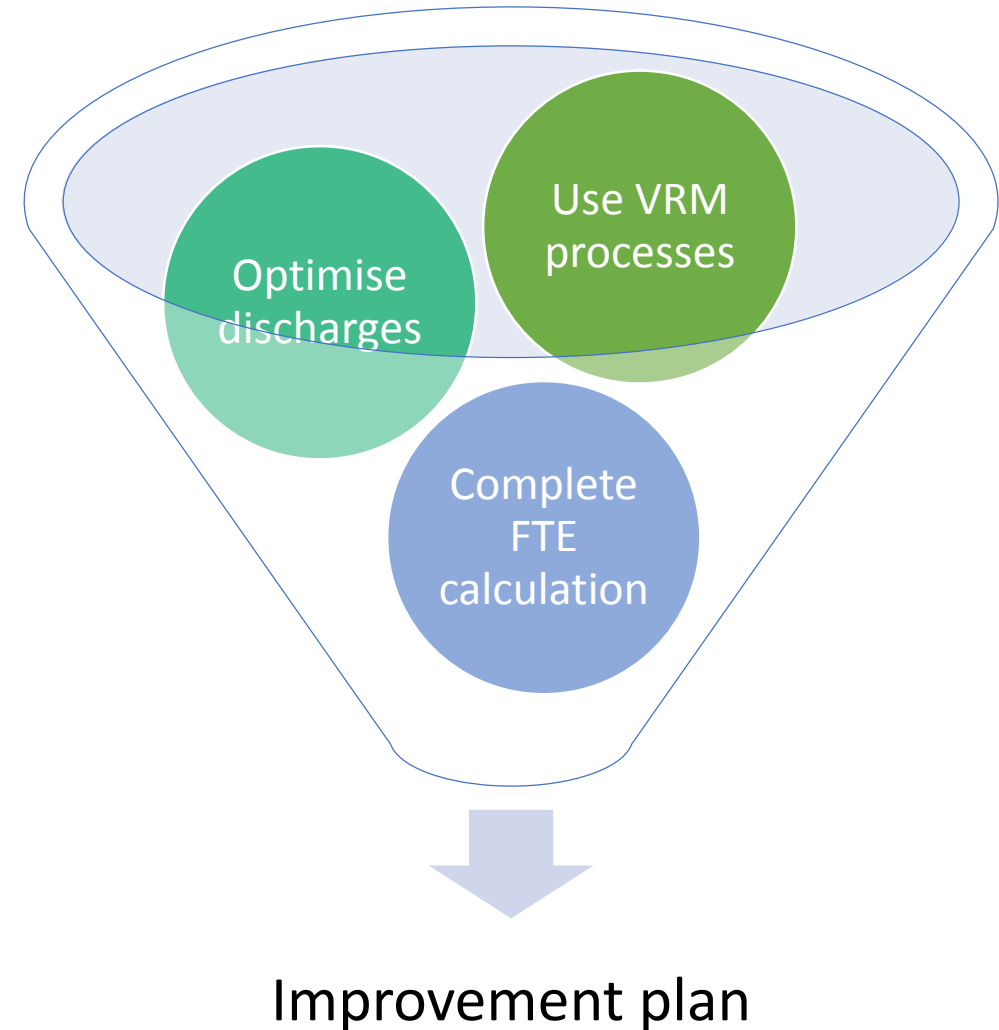 Use VRM
processes
Optimise
discharges
Complete
FTE
calculation
Improvement plan